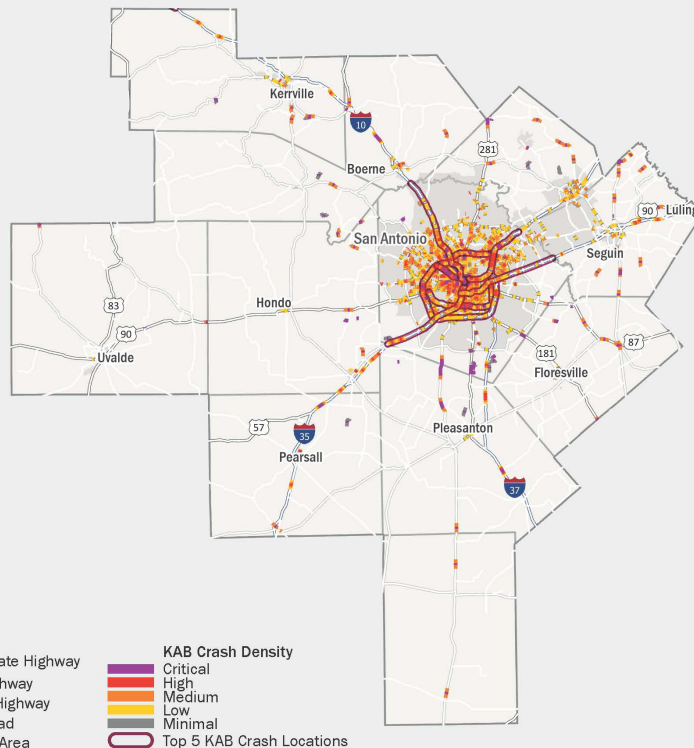 Kerrville
10
281
Boerne
90
Luling
San Antonio
Seguin
83
Hondo
90
87
181
Uvalde
Floresville
57
35
Pleasanton
Pearsall
37
ate Highway
hway
Highway
ad
Area
KAB Crash Density
Critical
High
Medium
Low
Minimal
Top 5 KAB Crash Locations